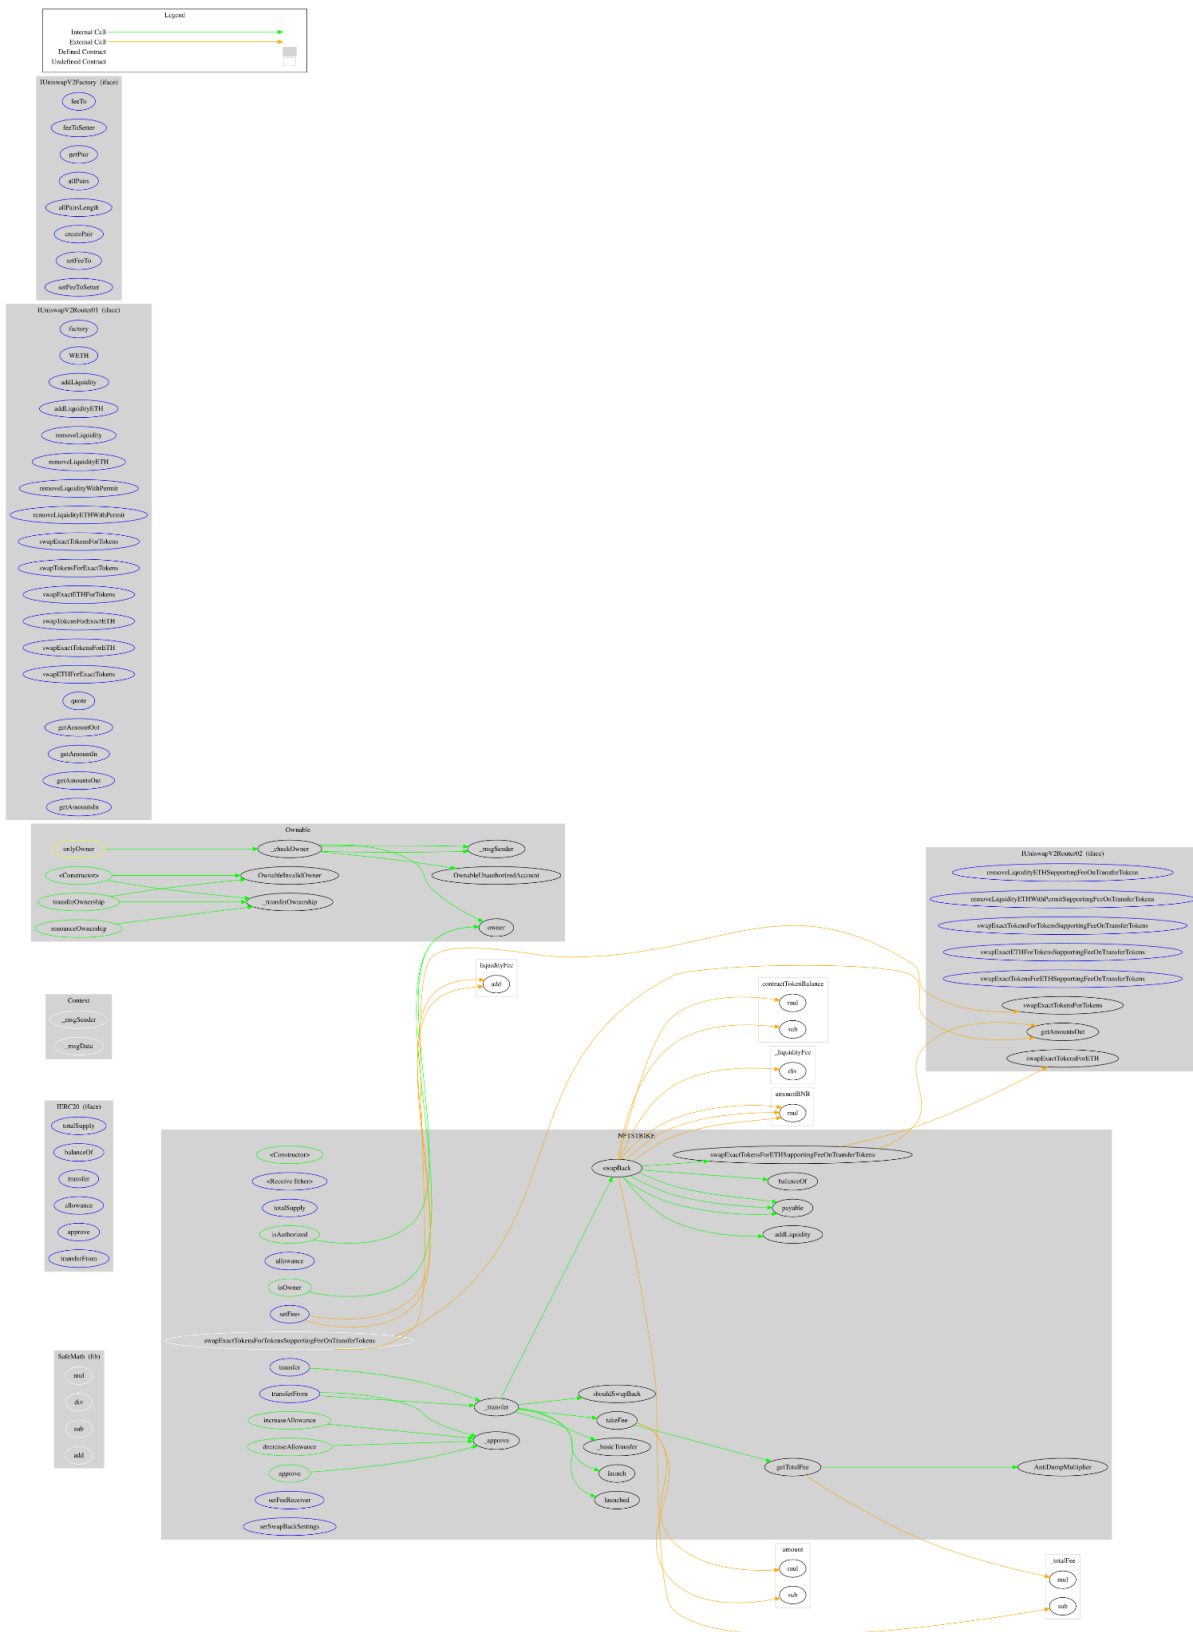 Legend
Internal Call
External Call
Defined Contract
Undefined Contract
IUniswapV2Factory (iface)
feeTo
feeToSetter
getPair
allPairs
allPairsLength
createPair
setFeeTo
setFeeToSetter
IUniswapV2Router01 (iface)
factory
WETH
addLiquidity
addLiquidityETH
removeLiquidity
removeLiquidityETH
removeLiquidityWithPermit
removeLiquidityETHWithPermit
swapExactTokensForTokens
swapTokensForExactTokens
swapExactETHForTokens
swapTokensForExactETH
swapExactTokensForETH
swapETHForExactTokens
quote
getAmountOut
getAmountIn
getAmountsOut
getAmountsIn
Ownable
onlyOwner
_checkOwner
_msgSender
<Constructor>
OwnableInvalidOwner
OwnableUnauthorizedAccount
transferOwnership
_transferOwnership
renounceOwnership
owner
IUniswapV2Router02 (iface)
removeLiquidityETHSupportingFeeOnTransferTokens
removeLiquidityETHWithPermitSupportingFeeOnTransferTokens
swapExactTokensForTokensSupportingFeeOnTransferTokens
swapExactETHForTokensSupportingFeeOnTransferTokens
swapExactTokensForETHSupportingFeeOnTransferTokens
swapExactTokensForTokens
getAmountsOut
swapExactTokensForETH
liquidityFee
add
contractTokenBalance
mul
sub
_liquidityFee
div
amountBNB
mul
Context
_msgSender
_msgData
IERC20 (iface)
totalSupply
balanceOf
transfer
allowance
approve
transferFrom
SafeMath (lib)
mul
div
sub
add
NFTSTRIKE
<Constructor>
<Receive Ether>
totalSupply
isAuthorized
allowance
isOwner
setFees
swapExactTokensForTokensSupportingFeeOnTransferTokens
transfer
transferFrom
increaseAllowance
decreaseAllowance
approve
setFeeReceiver
setSwapBackSettings
_transfer
_approve
swapBack
shouldSwapBack
takeFee
_basicTransfer
launch
launched
swapExactTokensForETHSupportingFeeOnTransferTokens
balanceOf
payable
addLiquidity
getTotalFee
AntiDumpMultiplier
amount
mul
sub
_totalFee
mul
sub